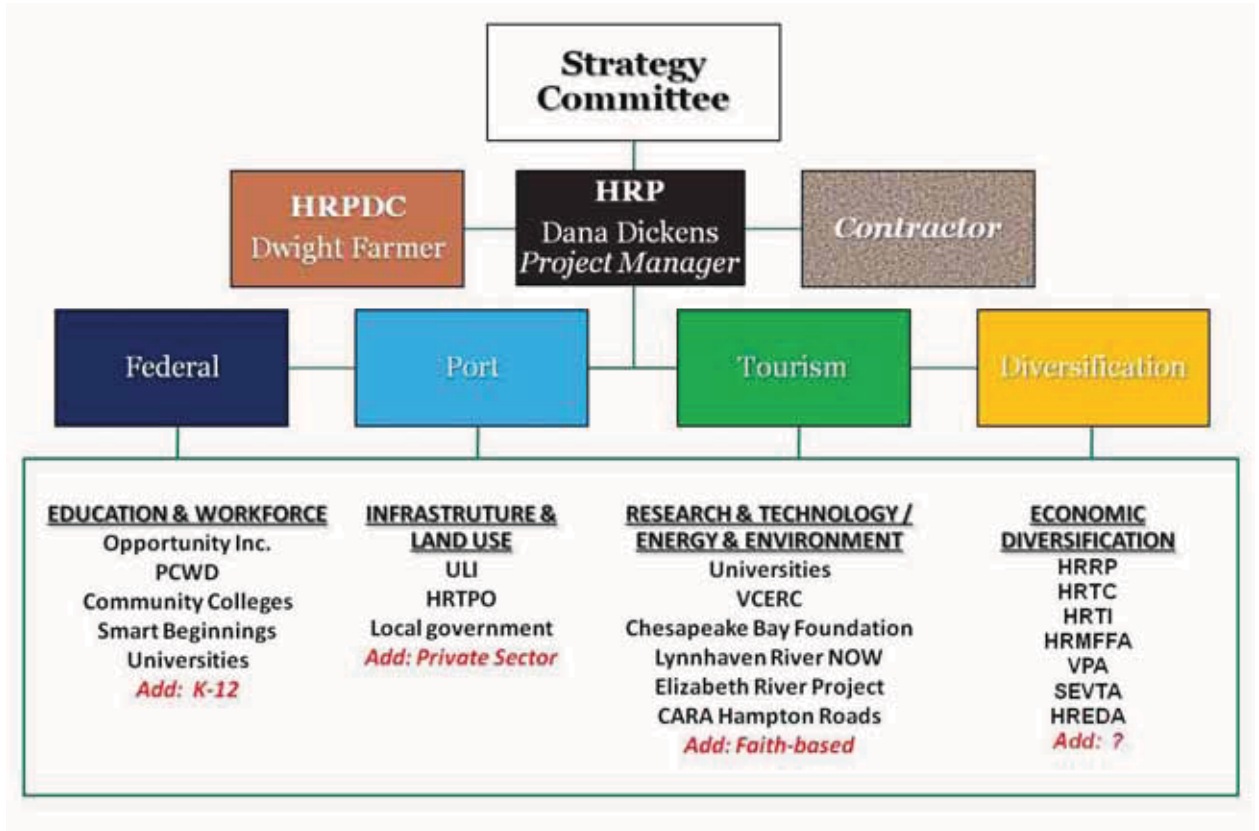 Strategy
Committee
HRPDC
Dwight Farmer
HRP
Dana Dickens
Project Manager
Contractor
Federal
Port
Tourism
Diversification
EDUCATION & WORKFORCE
Opportunity Inc.
PCWD
Community Colleges
Smart Beginnings
Universities
Add: K-12
INFRASTRUTURE &
LAND USE
ULI
HRTPO
Local government
Add: Private Sector
RESEARCH & TECHNOLOGY /
ENERGY & ENVIRONMENT
Universities
VCERC
Chesapeake Bay Foundation
Lynnhaven River NOW
Elizabeth River Project
CARA Hampton Roads
Add: Faith-based
ECONOMIC
DIVERSIFICATION
HRRP
HRTC
HRTI
HRMFFA
VPA
SEVTA
HREDA
Add: ?